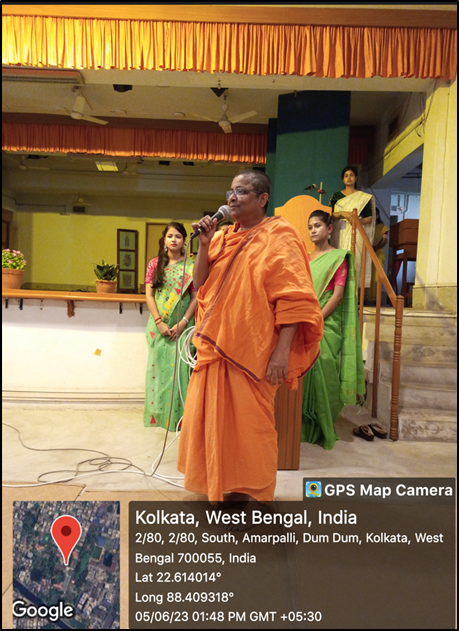 GPS Map Camera
Kolkata, West Bengal, India
2/80, 2/80, South, Amarpalli, Dum Dum, Kolkata, West
Bengal 700055, India
Lat 22.614014°
Long 88.409318°
05/06/23 01:48 PM GMT +05:30
Google